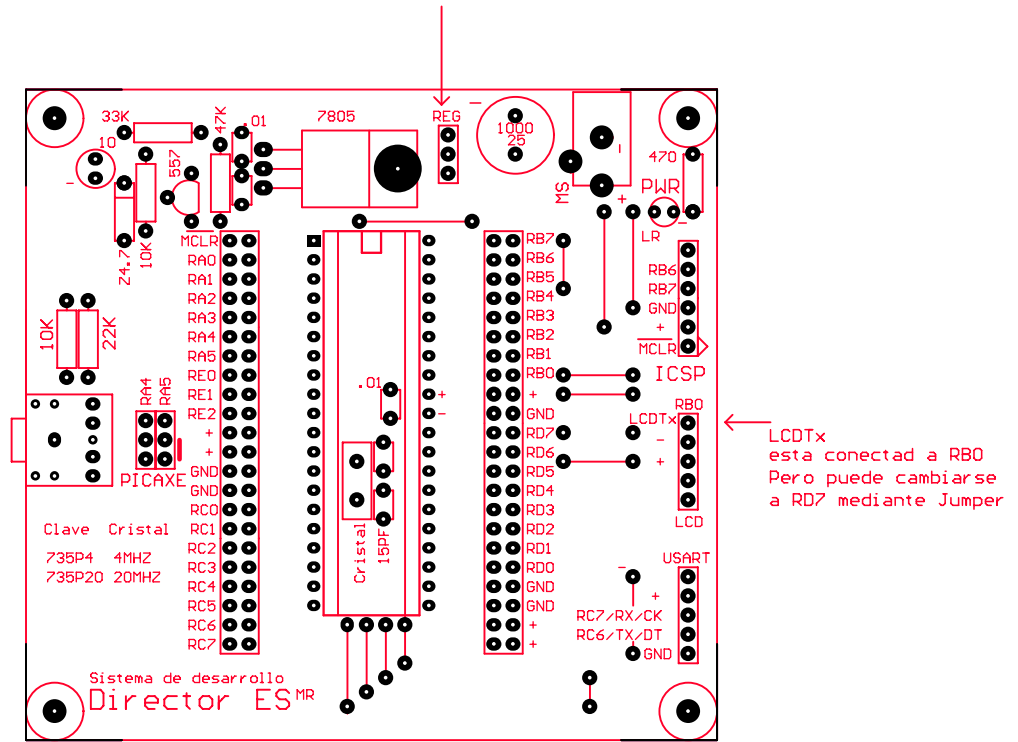 REG
33K
47K
.01
7805
1000
25
10
557
470
MS
PWR
LR
Z4.7
10K
MCLR
RA0
RA1
RA2
RA3
RA4
RA5
RE0
RE1
RE2
+
+
GND
GND
RC0
RC1
RC2
RC3
RC4
RC5
RC6
RC7
RB7
RB6
RB5
RB4
RB3
RB2
RB1
RB0
+
GND
RD7
RD6
RD5
RD4
RD3
RD2
RD1
RD0
GND
GND
+
+
RB6
RB7
GND
+
MCLR
ICSP
10K
22K
RA4
RA5
PICAXE
.01
+
-
Cristal
15PF
RB0
LCDTx
-
+
LCD
LCDTx
esta conectad a RB0
Pero puede cambiarse
a RD7 mediante Jumper
Clave Cristal
735P4 4MHZ
735P20 20MHZ
USART
-
+
RC7/RX/CK
RC6/TX/DT
GND
Sistema de desarrollo
Director ES MR